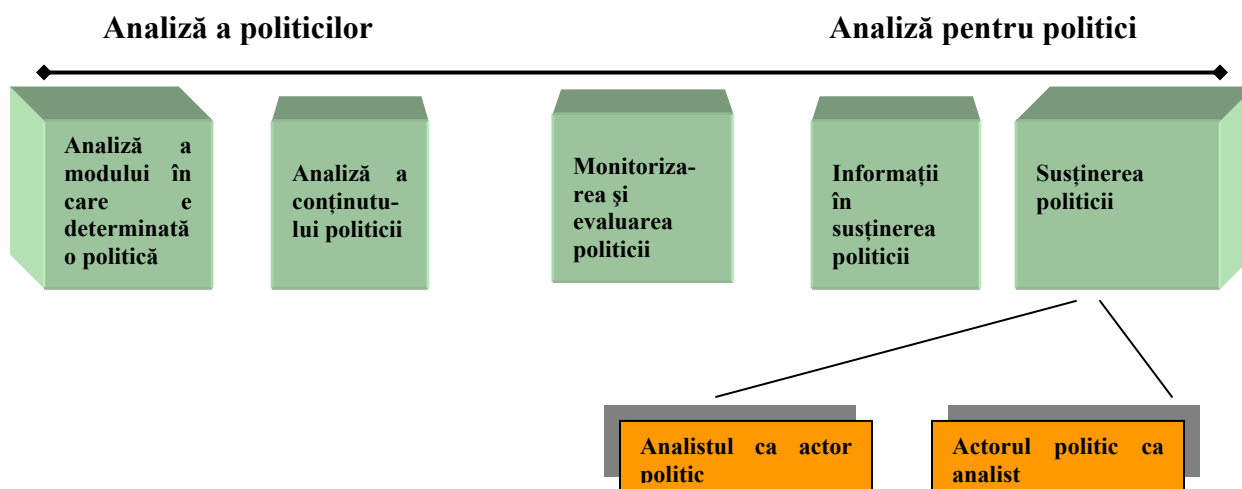 Analiză a politicilor
Analiză pentru politici
Analiză a
modului în
care e
determinată
o politică
Analiză a
conținutu-
lui politicii
Monitoriza-
rea şi
evaluarea
politicii
Informații
în
susținerea
politicii
Susținerea
politicii
Analistul ca actor
politic
Actorul politic ca
analist